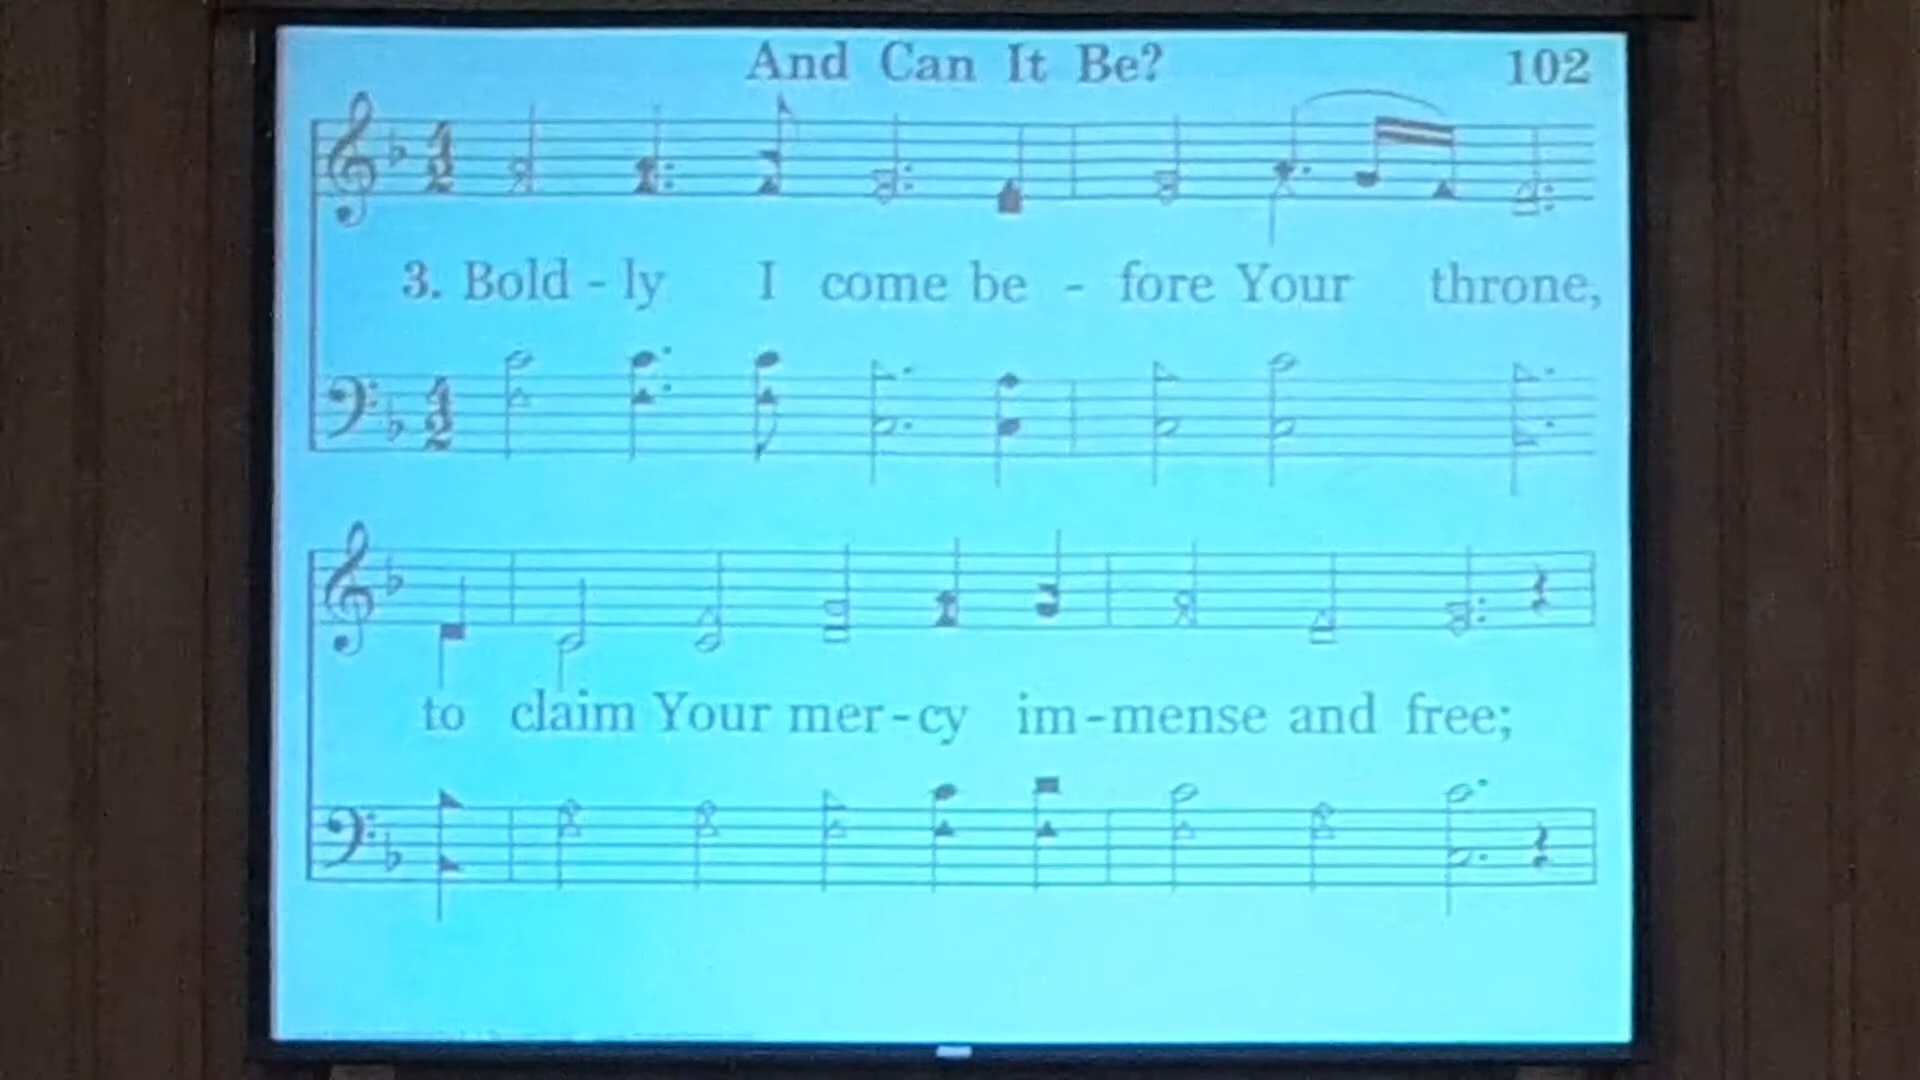 And Can It Be? 102
3. Bold - ly I come be - fore Your throne,
to claim Your mer - cy im - mense and free;